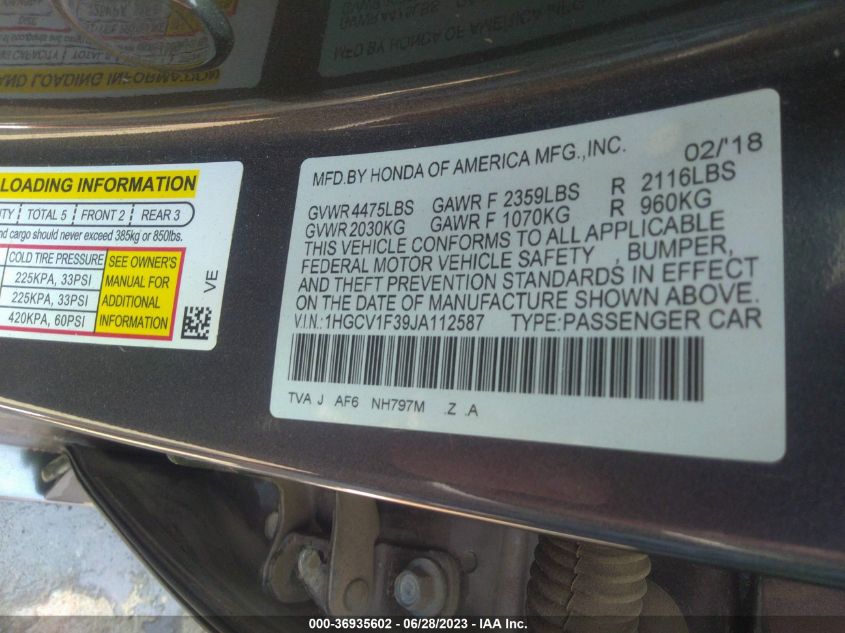 MFD.BY HONDA OF AMERICA MFG.,INC. 02/'18
GVWR 4475LBS GAWR F 2359LBS R 2116LBS
GVWR 2030KG GAWR F 1070KG R 960KG
THIS VEHICLE CONFORMS TO ALL APPLICABLE
FEDERAL MOTOR VEHICLE SAFETY , BUMPER,
AND THEFT PREVENTION STANDARDS IN EFFECT
ON THE DATE OF MANUFACTURE SHOWN ABOVE.
V.I.N.:1HGCV1F39JA112587 TYPE:PASSENGER CAR
TVA J AF6 NH797M .Z .A
LOADING INFORMATION
TOTAL 5 FRONT 2 REAR 3
and cargo should never exceed 385kg or 850lbs.
COLD TIRE PRESSURE
225KPA, 33PSI
225KPA, 33PSI
420KPA, 60PSI
SEE OWNER'S
MANUAL FOR
ADDITIONAL
INFORMATION
VE
000-36935602 - 06/28/2023 - IAA Inc.